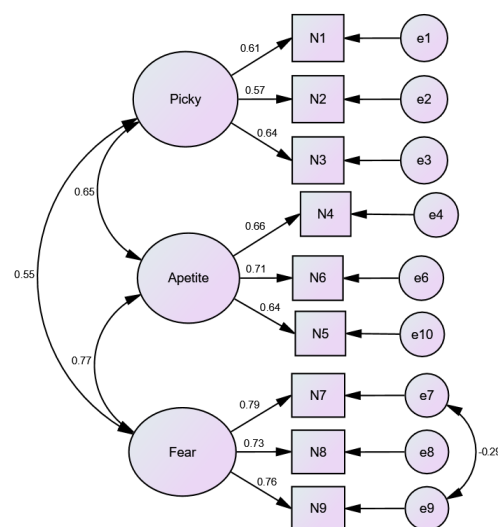 N1
e1
0.61
Picky
0.57
N2
e2
0.64
N3
e3
0.65
0.66
N4
e4
0.55
Apetite
0.71
N6
e6
0.64
N5
e10
0.77
0.79
N7
e7
Fear
0.73
N8
e8
-0.29
0.76
N9
e9